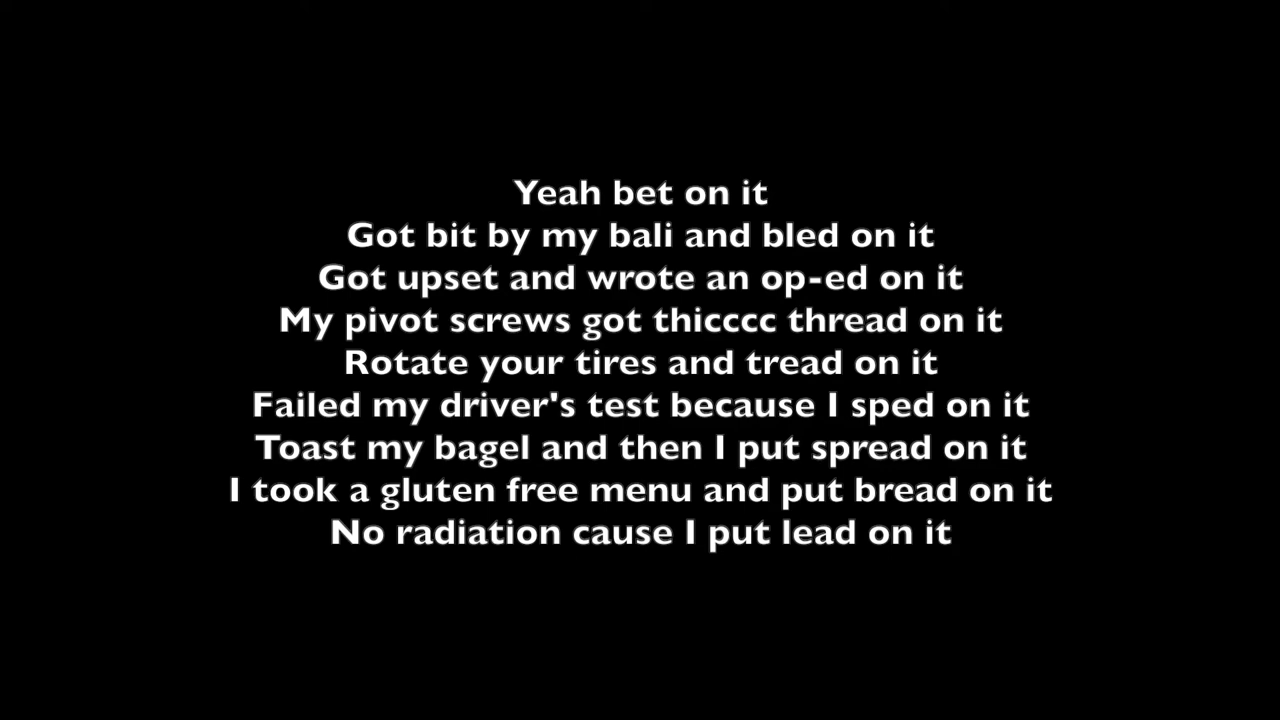 Yeah bet on it
Got bit by my bali and bled on it
Got upset and wrote an op-ed on it
My pivot screws got thicccc thread on it
Rotate your tires and tread on it
Failed my driver's test because I sped on it
Toast my bagel and then I put spread on it
I took a gluten free menu and put bread on it
No radiation cause I put lead on it